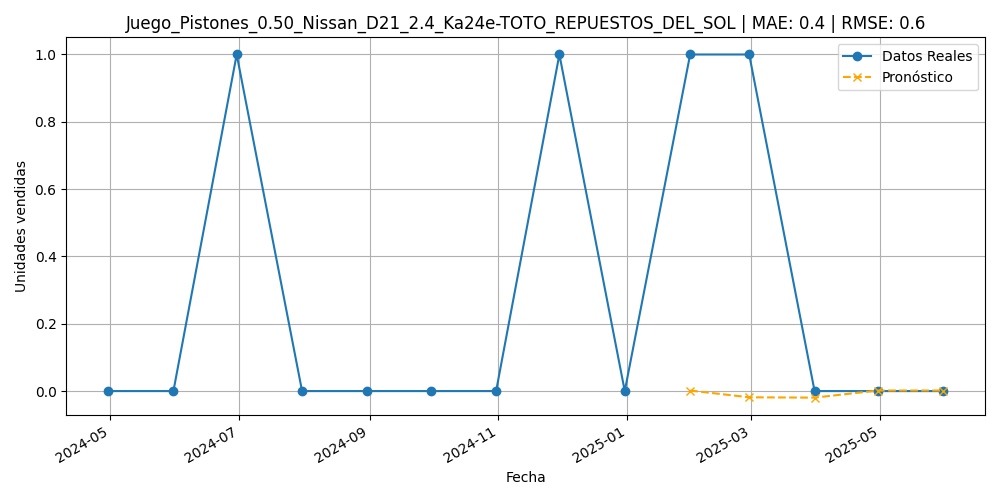 Juego_Pistones_0.50_Nissan_D21_2.4_Ka24e-TOTO_REPUESTOS_DEL_SOL | MAE: 0.4 | RMSE: 0.6
Datos Reales
Pronóstico
Unidades vendidas
1.0
0.8
0.6
0.4
0.2
0.0
2024-05
2024-07
2024-09
2024-11
2025-01
2025-03
2025-05
Fecha